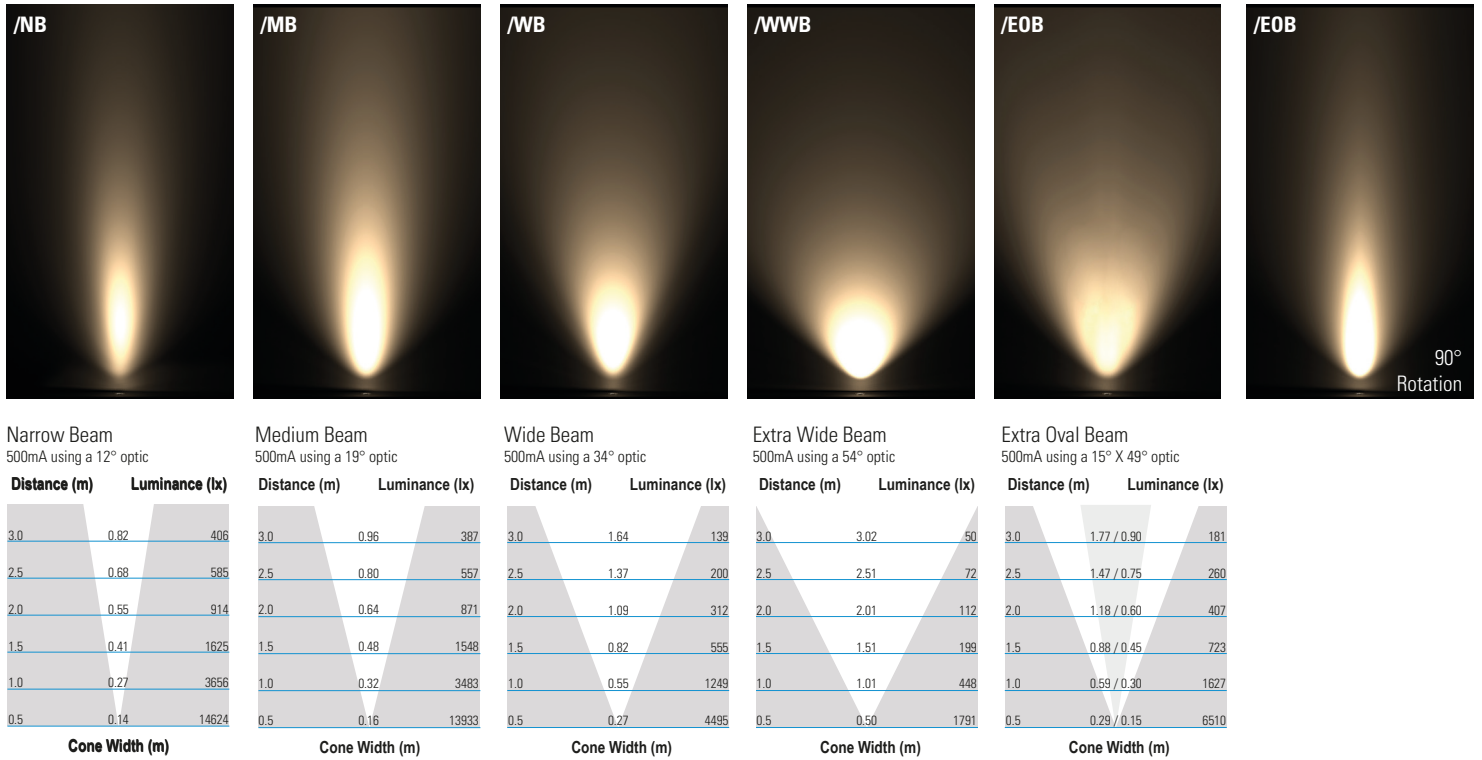 /NB
/MB
/WB
/WWB
/EOB
/EOB
90°
Rotation
Narrow Beam
500mA using a 12° optic
Distance (m) Luminance (lx)
3.0 0.82 406
2.5 0.68 585
2.0 0.55 914
1.5 0.41 1625
1.0 0.27 3656
0.5 0.14 14624
Cone Width (m)
Medium Beam
500mA using a 19° optic
Distance (m) Luminance (lx)
3.0 0.96 387
2.5 0.80 557
2.0 0.64 871
1.5 0.48 1548
1.0 0.32 3483
0.5 0.16 13933
Cone Width (m)
Wide Beam
500mA using a 34° optic
Distance (m) Luminance (lx)
3.0 1.64 139
2.5 1.37 200
2.0 1.09 312
1.5 0.82 555
1.0 0.55 1249
0.5 0.27 4495
Cone Width (m)
Extra Wide Beam
500mA using a 54° optic
Distance (m) Luminance (lx)
3.0 3.02 50
2.5 2.51 72
2.0 2.01 112
1.5 1.51 199
1.0 1.01 448
0.5 0.50 1791
Cone Width (m)
Extra Oval Beam
500mA using a 15° X 49° optic
Distance (m) Luminance (lx)
3.0 1.77 / 0.90 181
2.5 1.47 / 0.75 260
2.0 1.18 / 0.60 407
1.5 0.88 / 0.45 723
1.0 0.59 / 0.30 1627
0.5 0.29 / 0.15 6510
Cone Width (m)